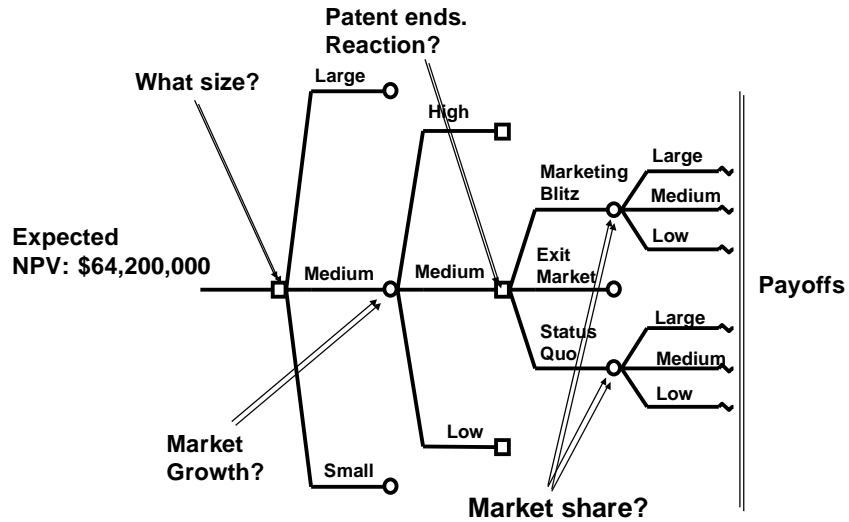 Patent ends.
Reaction?
What size?
Large
High
Large
Marketing
Blitz
Medium
Low
Expected
NPV: $64,200,000
Medium
Medium
Exit
Market
Payoffs
Large
Status
Quo
Medium
Low
Market
Growth?
Low
Small
Market share?